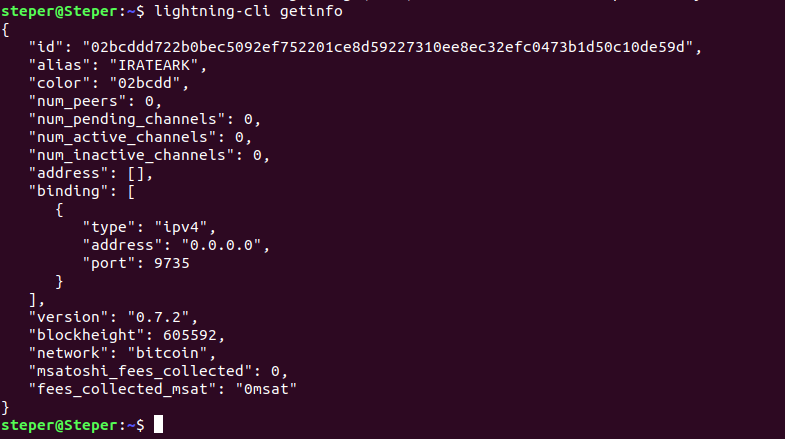 steper@Steper:~$ lightning-cli getinfo
{
   "id": "02bcddd722b0bec5092ef752201ce8d59227310ee8ec32efc0473b1d50c10de59d",
   "alias": "IRATEARK",
   "color": "02bcdd",
   "num_peers": 0,
   "num_pending_channels": 0,
   "num_active_channels": 0,
   "num_inactive_channels": 0,
   "address": [],
   "binding": [
      {
         "type": "ipv4",
         "address": "0.0.0.0",
         "port": 9735
      }
   ],
   "version": "0.7.2",
   "blockheight": 605592,
   "network": "bitcoin",
   "msatoshi_fees_collected": 0,
   "fees_collected_msat": "0msat"
}
steper@Steper:~$